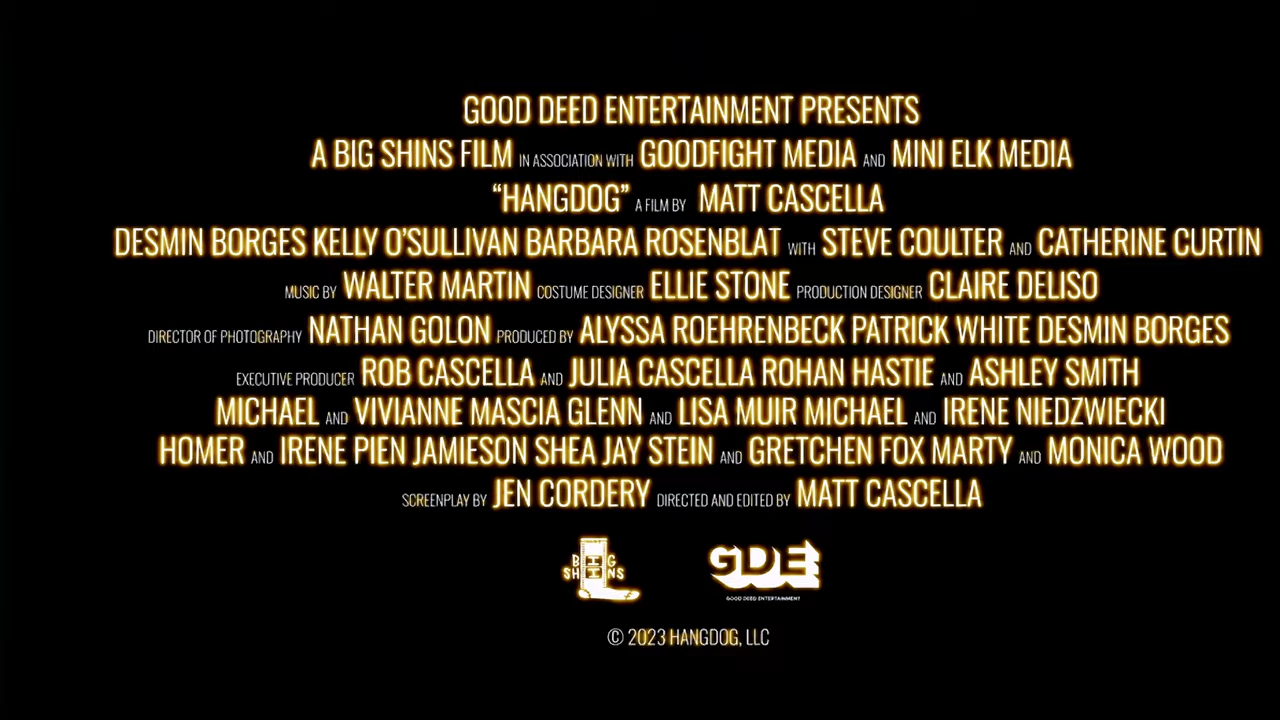 GOOD DEED ENTERTAINMENT PRESENTS
A BIG SHINS FILM IN ASSOCIATION WITH GOODFIGHT MEDIA AND MINI ELK MEDIA
“HANGDOG” A FILM BY MATT CASCELLA
DESMIN BORGES KELLY O’SULLIVAN BARBARA ROSENBLAT WITH STEVE COULTER AND CATHERINE CURTIN
MUSIC BY WALTER MARTIN COSTUME DESIGNER ELLIE STONE PRODUCTION DESIGNER CLAIRE DELISO
DIRECTOR OF PHOTOGRAPHY NATHAN GOLON PRODUCED BY ALYSSA ROEHRENBECK PATRICK WHITE DESMIN BORGES
EXECUTIVE PRODUCER ROB CASCELLA AND JULIA CASCELLA ROHAN HASTIE AND ASHLEY SMITH
MICHAEL AND VIVIANNE MASCIA GLENN AND LISA MUIR MICHAEL AND IRENE NIEDZWIECKI
HOMER AND IRENE PIEN JAMIESON SHEA JAY STEIN AND GRETCHEN FOX MARTY AND MONICA WOOD
SCREENPLAY BY JEN CORDERY DIRECTED AND EDITED BY MATT CASCELLA
BIG
SHINS
GDE
GOOD DEED ENTERTAINMENT
© 2023 HANGDOG, LLC